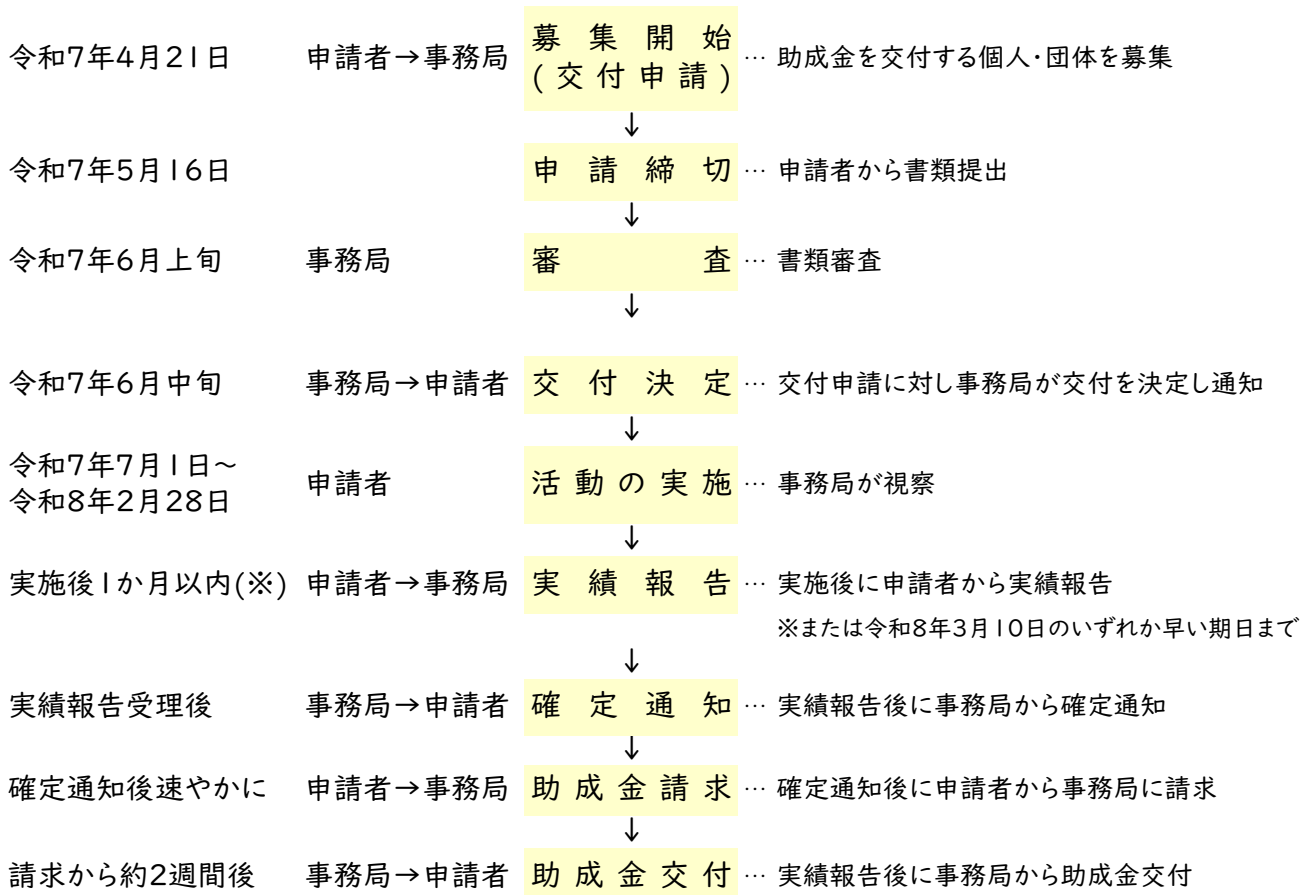 令和7年4月21日 申請者→事務局 募集開始 … 助成金を交付する個人・団体を募集
(交付申請)
↓
令和7年5月16日 申請締切 … 申請者から書類提出
↓
令和7年6月上旬 事務局 審査 … 書類審査
↓
令和7年6月中旬 事務局→申請者 交付決定 … 交付申請に対し事務局が交付を決定し通知
↓
令和7年7月1日~
令和8年2月28日 申請者 活動の実施 … 事務局が視察
↓
実施後1か月以内(※) 申請者→事務局 実績報告 … 実施後に申請者から実績報告
※または令和8年3月10日のいずれか早い期日まで
↓
実績報告受理後 事務局→申請者 確定通知 … 実績報告後に事務局から確定通知
↓
確定通知後速やかに 申請者→事務局 助成金請求 … 確定通知後に申請者から事務局に請求
↓
請求から約2週間後 事務局→申請者 助成金交付 … 実績報告後に事務局から助成金交付